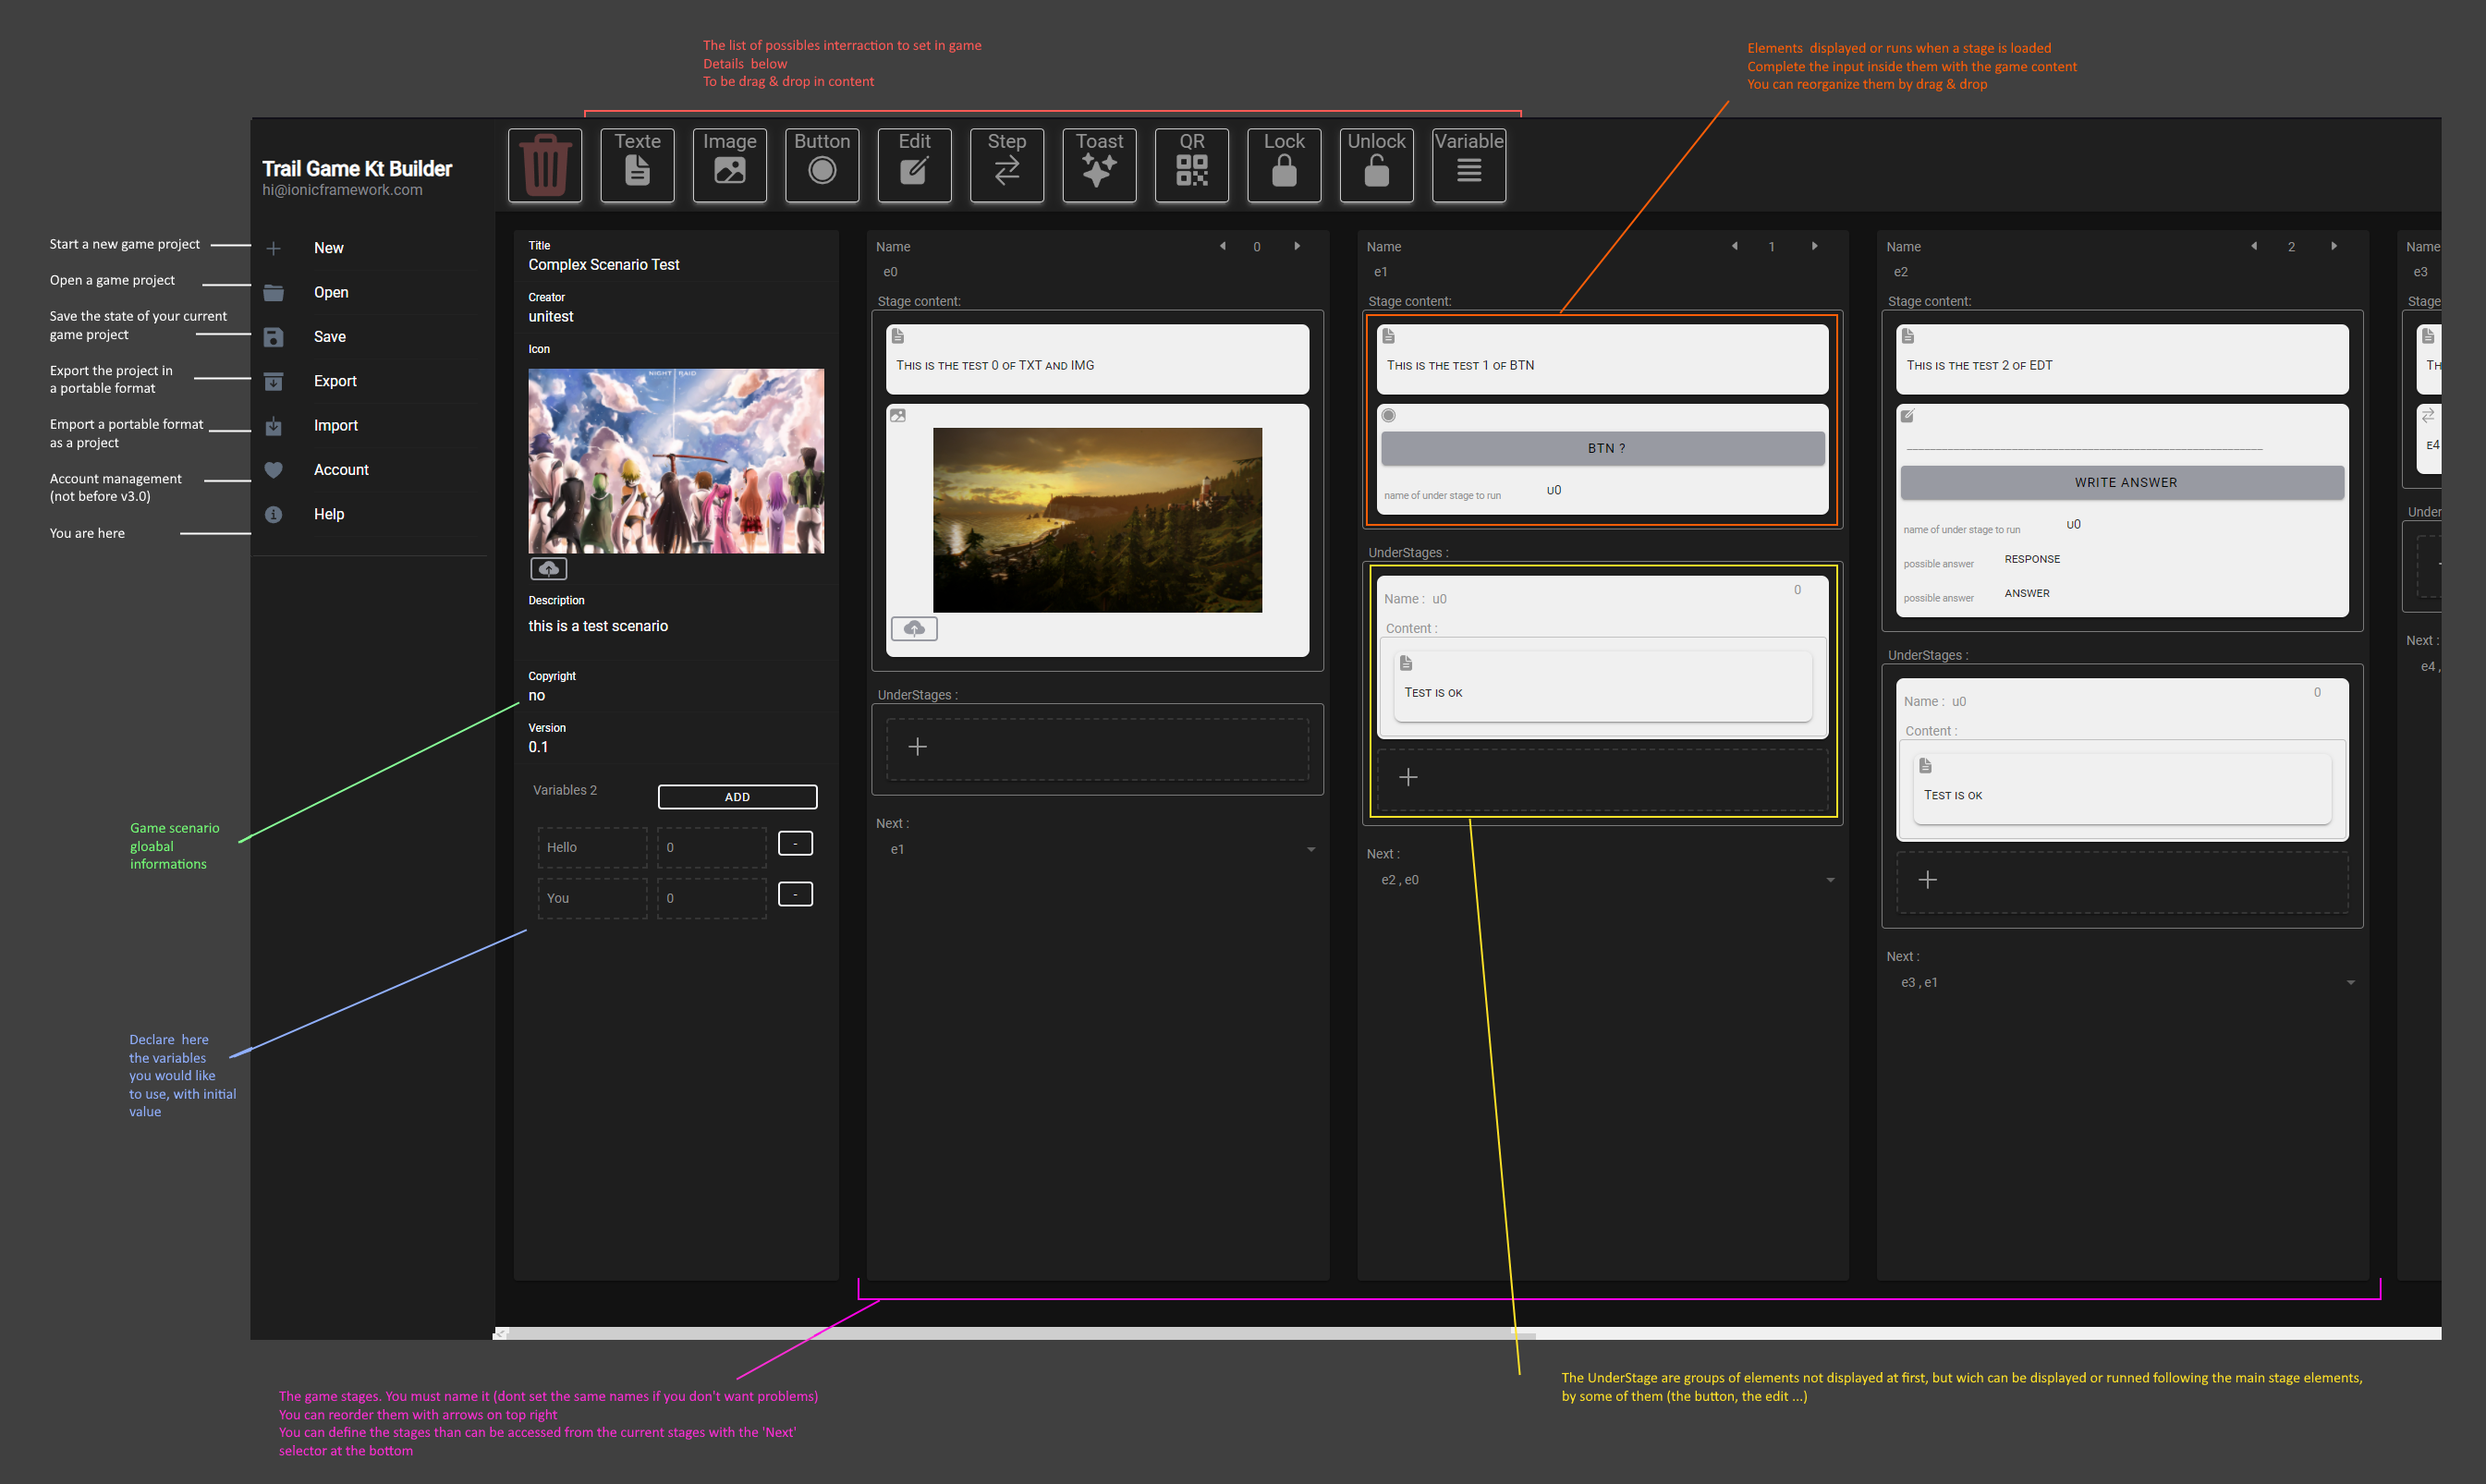 The list of possibles interraction to set in game
Details  below
To be drag & drop in content
Elements  displayed or runs when a stage is loaded
Complete the input inside them with the game content
You can reorganize them by drag & drop
Trail Game Kt Builder
hi@ionicframework.com
Texte
Image
Button
Edit
Step
Toast
QR
Lock
Unlock
Variable
Start a new game project
New
Open a game project
Open
Save the state of your current
game project
Save
Export the project in
a portable format
Export
Emport a portable format
as a project
Import
Account management
(not before v3.0)
Account
You are here
Help
Title
Complex Scenario Test
Creator
unitest
Icon
NIGHT RAID
Description
this is a test scenario
Copyright
no
Version
0.1
Variables 2
ADD
Hello
0
-
You
0
-
Game scenario
gloabal
informations
Declare  here
the variables
you would like
to use, with initial
value
Name
0
e0
Stage content:
This is the test 0 of TXT and IMG
UnderStages :
Next :
e1
Name
1
e1
Stage content:
This is the test 1 of BTN
BTN ?
name of under stage to run
u0
UnderStages :
Name :  u0
0
Content :
Test is ok
Next :
e2 , e0
Name
2
e2
Stage content:
This is the test 2 of EDT
WRITE ANSWER
name of under stage to run
u0
possible answer
RESPONSE
possible answer
ANSWER
UnderStages :
Name :  u0
0
Content :
Test is ok
Next :
e3 , e1
Name
e3
Stage
Th
e4
Under
Next :
e4 ,
The game stages. You must name it (dont set the same names if you don't want problems)
You can reorder them with arrows on top right
You can define the stages than can be accessed from the current stages with the 'Next'
selector at the bottom
The UnderStage are groups of elements not displayed at first, but wich can be displayed or runned following the main stage elements,
by some of them (the button, the edit ...)